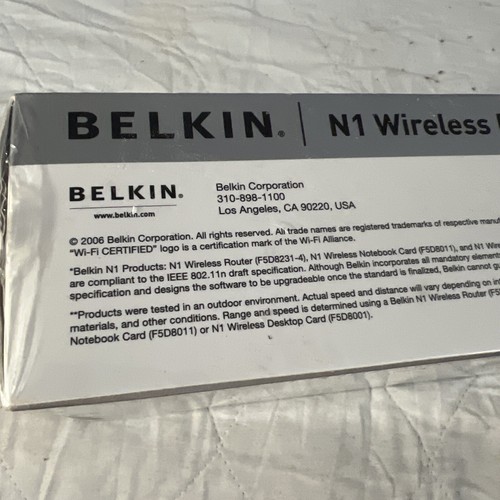 BELKIN. | N1 Wireless
BELKIN.
www.belkin.com
Belkin Corporation
310-898-1100
Los Angeles, CA 90220, USA
© 2006 Belkin Corporation. All rights reserved. All trade names are registered trademarks of respective manuf
"Wi-Fi CERTIFIED" logo is a certification mark of the Wi-Fi Alliance.
*Belkin N1 Products: N1 Wireless Router (F5D8231-4), N1 Wireless Notebook Card (F5D8011), and N1 Wire
are compliant to the IEEE 802.11n draft specification. Although Belkin incorporates all mandatory elements
specification and designs the software to be upgradeable once the standard is finalized, Belkin cannot gu
**Products were tested in an outdoor environment. Actual speed and distance will vary depending on in
materials, and other conditions. Range and speed is determined using a Belkin N1 Wireless Router (F5
Notebook Card (F5D8011) or N1 Wireless Desktop Card (F5D8001).